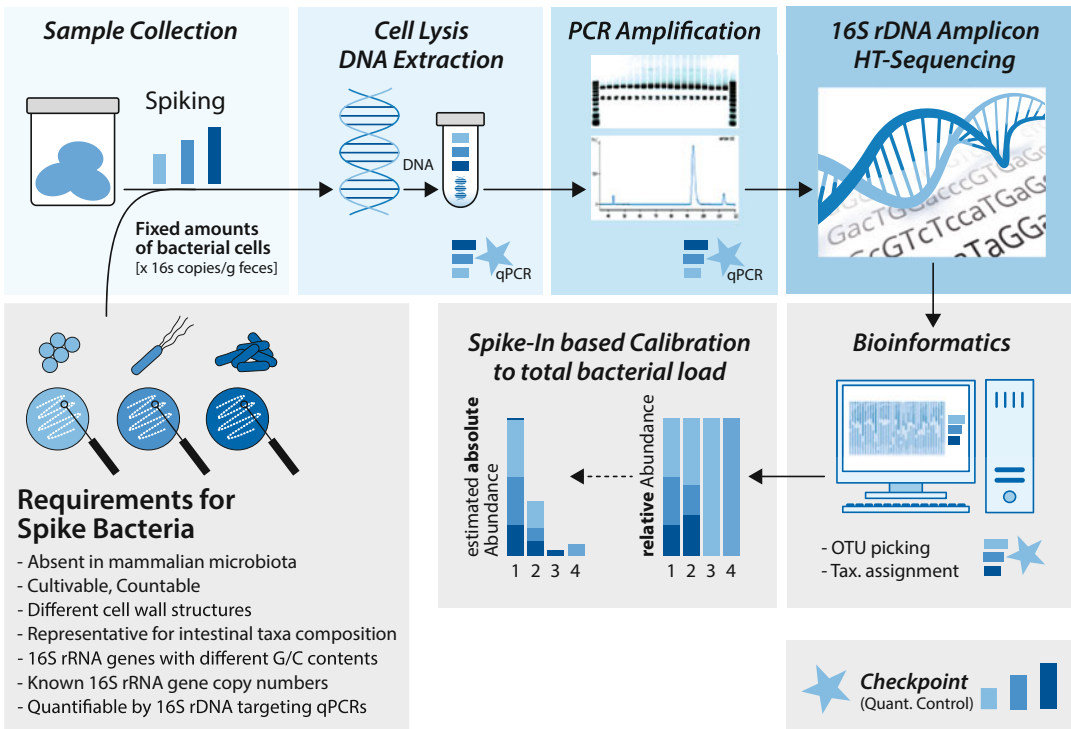 Sample Collection
Spiking
Fixed amounts
of bacterial cells
[x 16s copies/g feces]
Cell Lysis
DNA Extraction
DNA
qPCR
PCR Amplification
qPCR
16S rDNA Amplicon
HT-Sequencing
GacTGGacccGTGaGc
GcGTcTccaTGaGc
Requirements for
Spike Bacteria
- Absent in mammalian microbiota
- Cultivable, Countable
- Different cell wall structures
- Representative for intestinal taxa composition
- 16S rRNA genes with different G/C contents
- Known 16S rRNA gene copy numbers
- Quantifiable by 16S rDNA targeting qPCRs
Spike-In based Calibration
to total bacterial load
estimated absolute
Abundance
1 2 3 4
relative Abundance
1 2 3 4
Bioinformatics
- OTU picking
- Tax. assignment
Checkpoint
(Quant. Control)